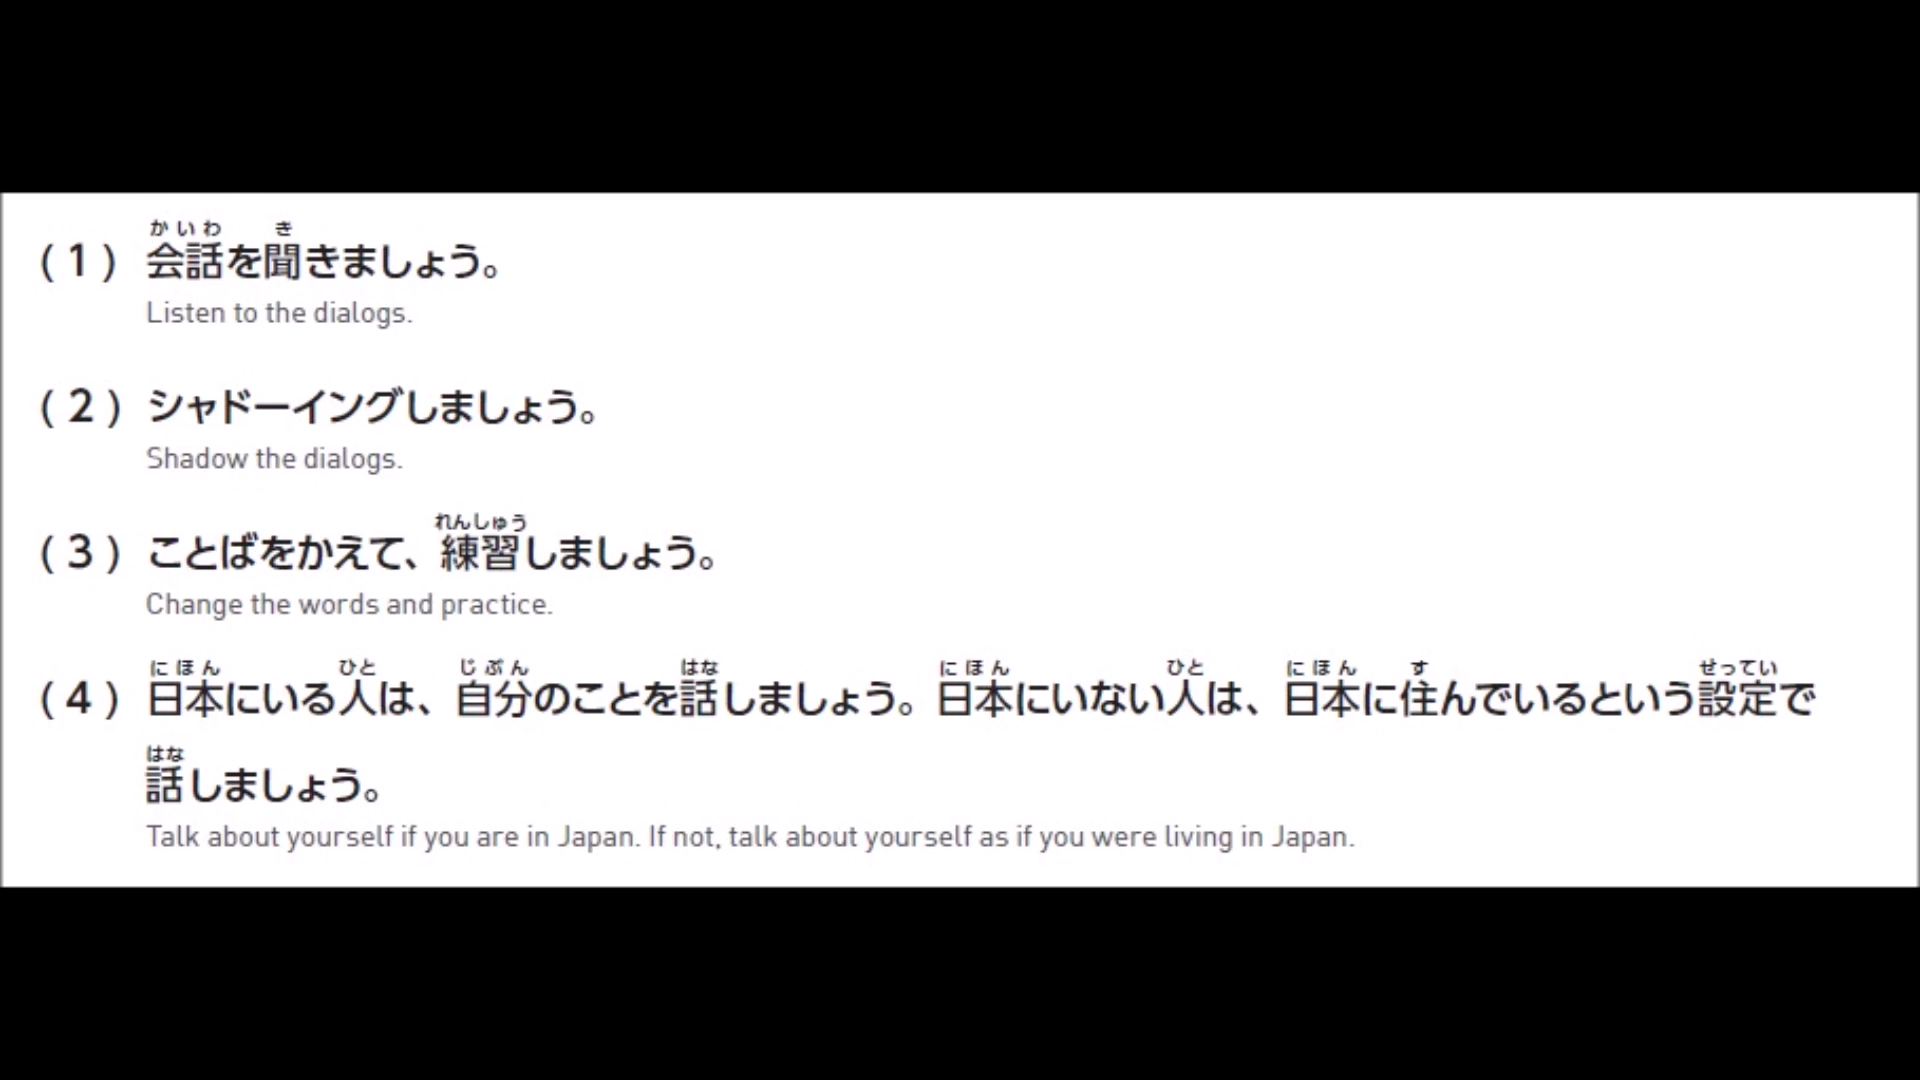 かいわ き
(1) 会話を聞きましょう。
Listen to the dialogs.
(2) シャドーイングしましょう。
Shadow the dialogs.
れんしゅう
(3) ことばをかえて、練習しましょう。
Change the words and practice.
にほん ひと じぶん はな にほん ひと にほん す せってい
(4) 日本にいる人は、自分のことを話しましょう。日本にいない人は、日本に住んでいるという設定で
はな
話しましょう。
Talk about yourself if you are in Japan. If not, talk about yourself as if you were living in Japan.